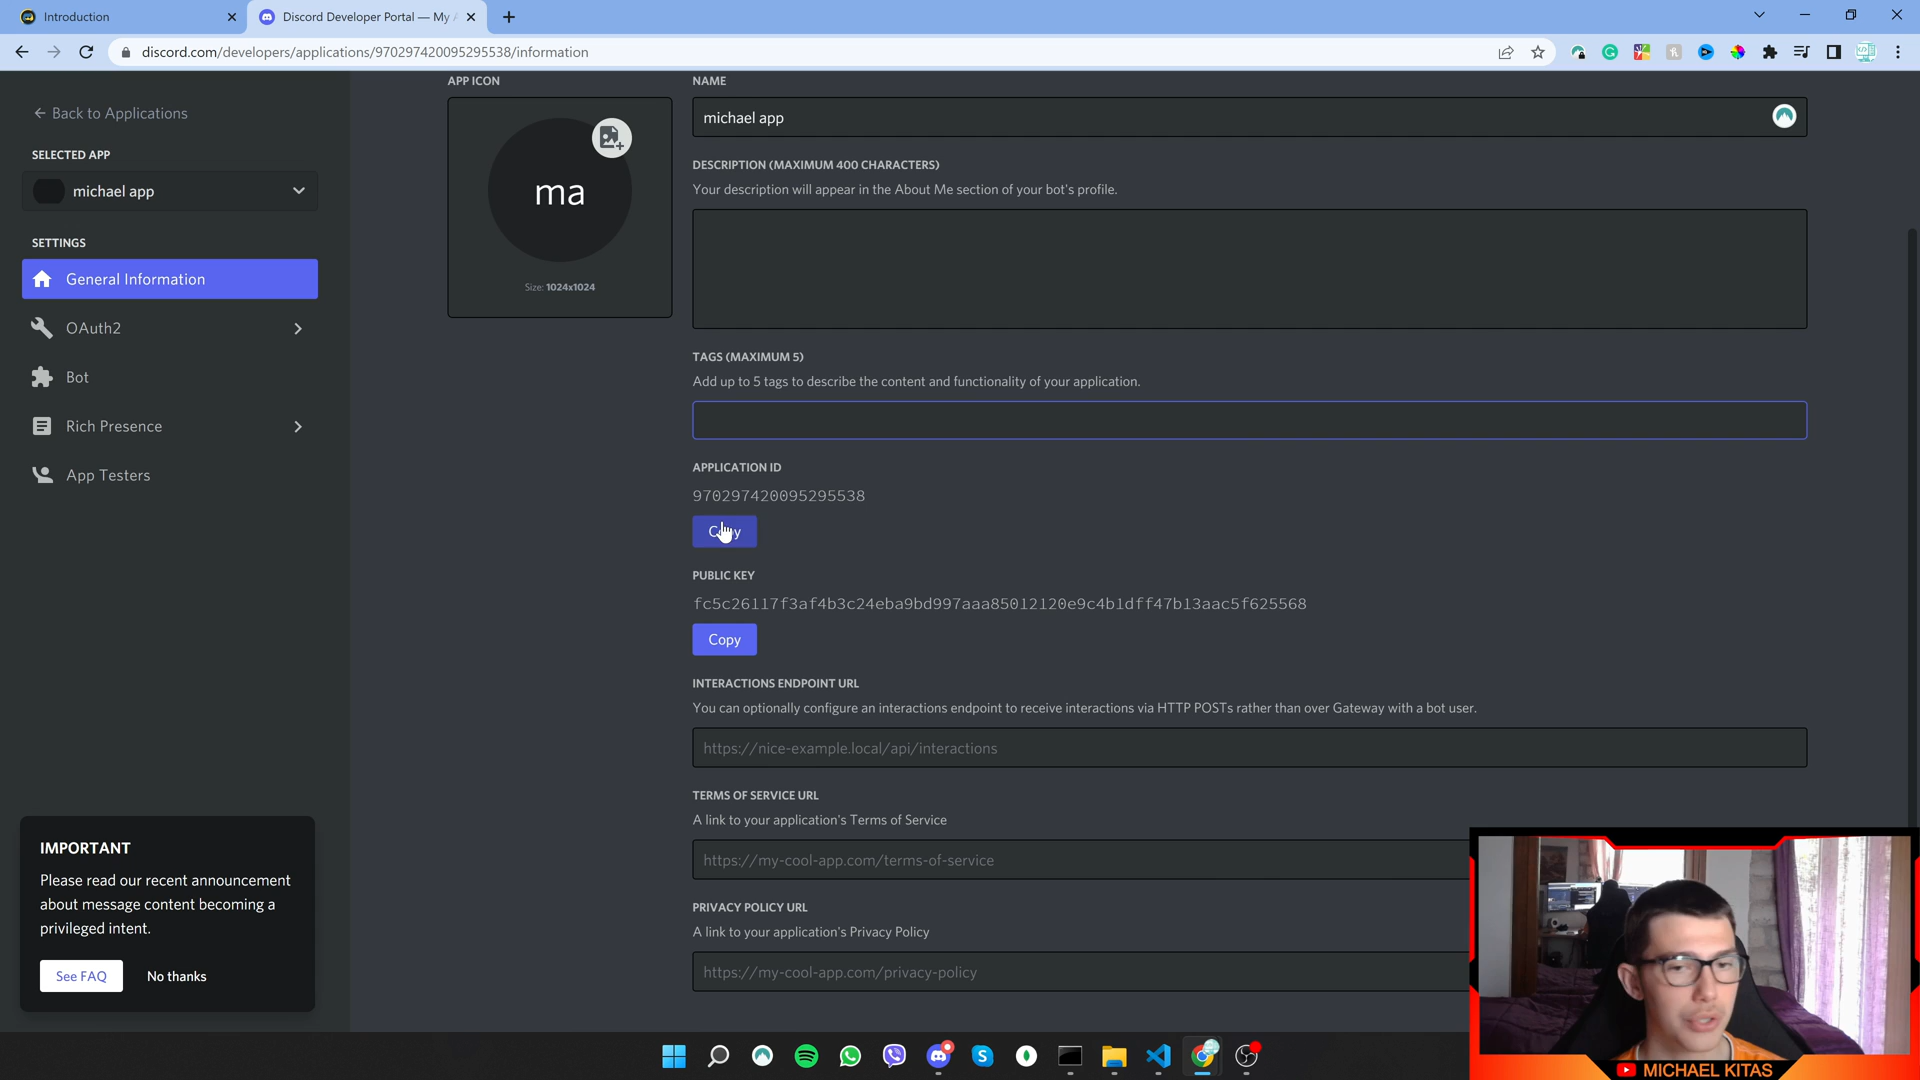 Introduction
Discord Developer Portal — My A
discord.com/developers/applications/970297420095295538/information
Back to Applications
SELECTED APP
michael app
SETTINGS
General Information
OAuth2
Bot
Rich Presence
App Testers
APP ICON
ma
Size: 1024x1024
NAME
michael app
DESCRIPTION (MAXIMUM 400 CHARACTERS)
Your description will appear in the About Me section of your bot's profile.
TAGS (MAXIMUM 5)
Add up to 5 tags to describe the content and functionality of your application.
APPLICATION ID
970297420095295538
Copy
PUBLIC KEY
fc5c26117f3af4b3c24eba9bd997aaa85012120e9c4b1dff47b13aac5f625568
Copy
INTERACTIONS ENDPOINT URL
You can optionally configure an interactions endpoint to receive interactions via HTTP POSTs rather than over Gateway with a bot user.
https://nice-example.local/api/interactions
TERMS OF SERVICE URL
A link to your application's Terms of Service
https://my-cool-app.com/terms-of-service
PRIVACY POLICY URL
A link to your application's Privacy Policy
https://my-cool-app.com/privacy-policy
IMPORTANT
Please read our recent announcement
about message content becoming a
privileged intent.
See FAQ
No thanks
MICHAEL KITAS